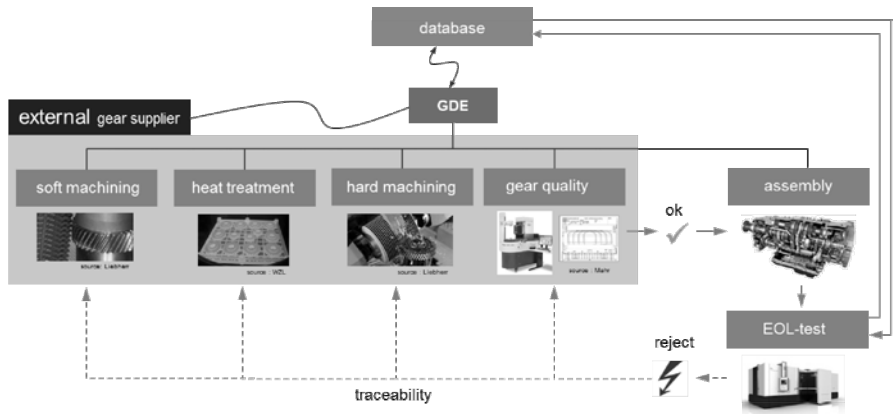 database
GDE
external gear supplier
soft machining
heat treatment
hard machining
gear quality
assembly
ok
source: Liebherr
source : WZL
source : Liebherr
source : Mahr
EOL-test
reject
traceability